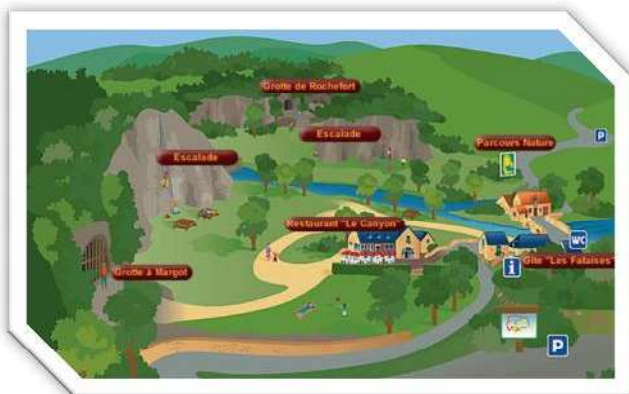 Grotte de Rochefort
Escalade
Parcours Nature
P
Escalade
Restaurant "Le Canyon"
WC
Grotte à Margot
i
Gîte "Les Falaises"
P